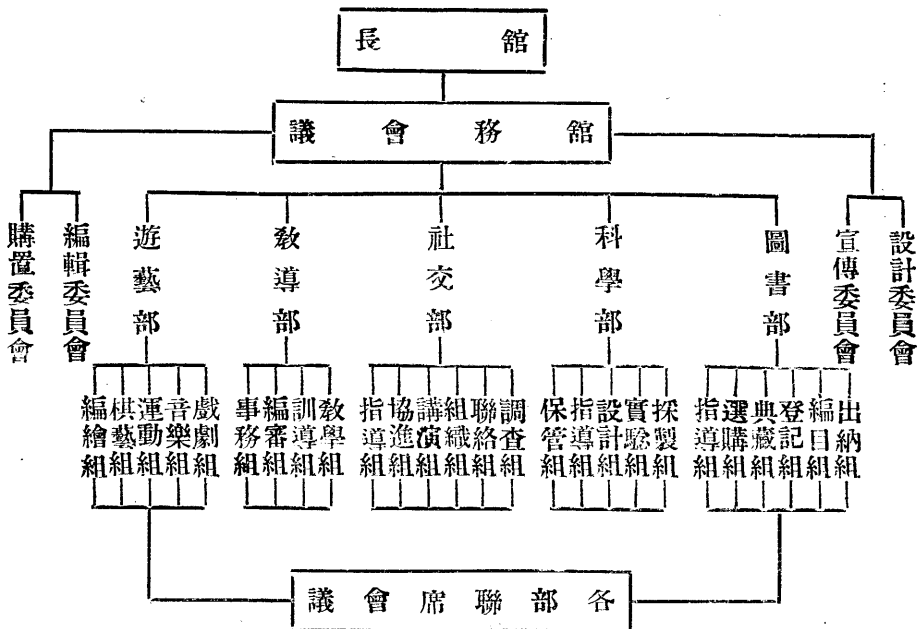 館長
館務會議
設計委員會
宣傳委員會
圖書部
科學部
社交部
教導部
遊藝部
編輯委員會
購置委員會
出納組
編目組
登記組
典藏組
選購組
指導組
採製組
實驗組
設計組
指導組
保管組
調查組
聯絡組
組織組
講演組
協進組
指導組
教學組
訓導組
編審組
事務組
戲劇組
音樂組
運動組
棋藝組
編繪組
各部聯席會議